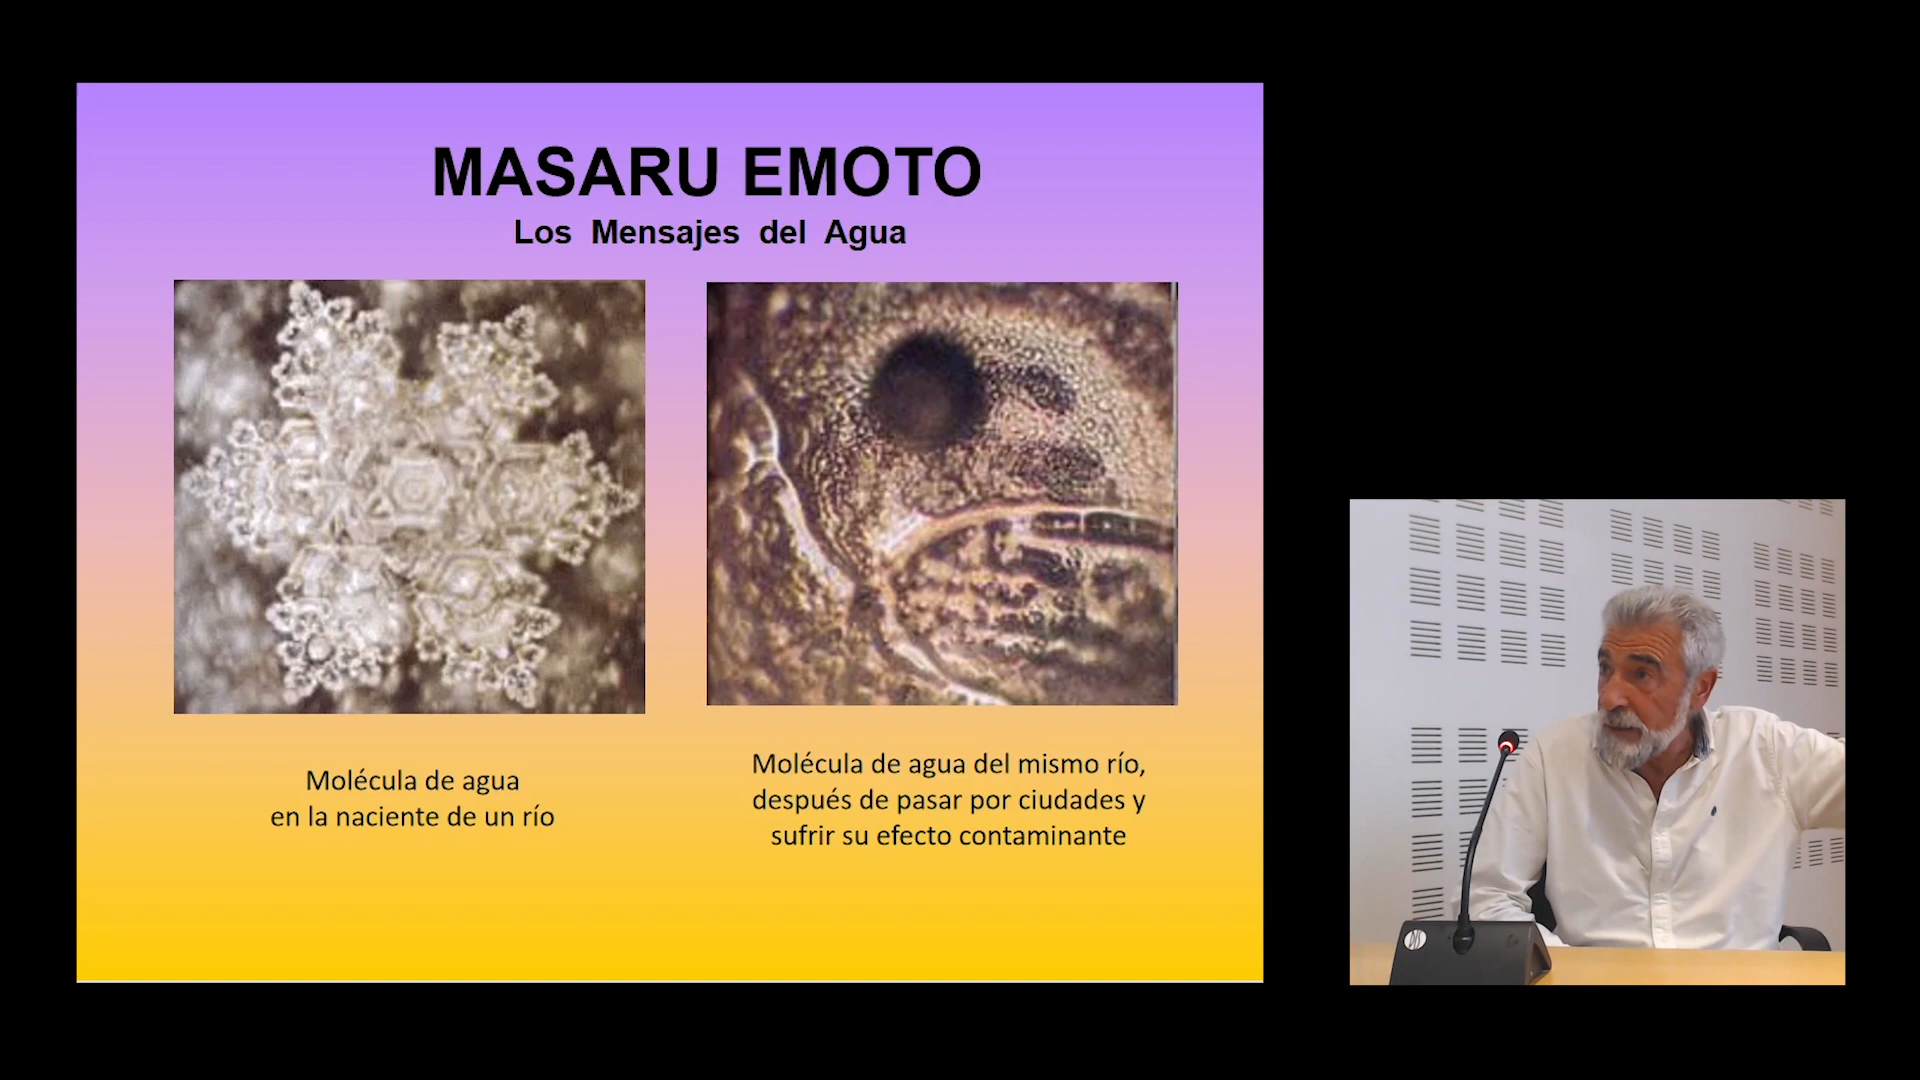 MASARU EMOTO
Los Mensajes del Agua
Molécula de agua
en la naciente de un río
Molécula de agua del mismo río,
después de pasar por ciudades y
sufrir su efecto contaminante